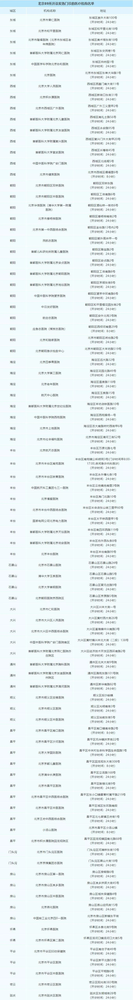 北京89所开设发热门诊的医疗机构名单
城区 机构名称 地址
东城 北京市普仁医院 东城区崇外大街100号
(开诊时间：24小时)
东城 北京市和平里医院 东城区和平里北街18号
(开诊时间：24小时)
东城 北京市隆福医院（北京市东城区老年病医院） 东城区美术馆东街18号
(开诊时间：24小时)
东城 首都医科大学附属北京同仁医院 东城区东交民巷1号
(开诊时间：24小时)
东城 中国医学科学院北京协和医院 东城区帅府园1号
(开诊时间：24小时)
东城 北京医院 北京市东城区东单大华路1号
(开诊时间：24小时)
西城 北京大学人民医院 西城区西直门南大街11号
(开诊时间：24小时)
西城 北京积水潭医院 西城区新街口东街31号
(开诊时间：24小时)
西城 北京市西城区广外医院 西城区广外三义里甲2号
(开诊时间：24小时)
西城 首都医科大学附属北京儿童医院 西城区南礼士路56号
(开诊时间：24小时)
西城 首都医科大学附属北京友谊医院 西城区永安路95号
(开诊时间：24小时)
西城 首都医科大学附属复兴医院 西城区复兴门外大街甲20号
(开诊时间：24小时)
西城 首都医科大学宣武医院 西城区长椿街45号
(开诊时间：24小时)
西城 中国中医科学院广安门医院 西城区北线阁5号
(开诊时间：24小时)
西城 北京市健宫医院 北京市西城区儒福里6号
(开诊时间：8小时)
朝阳 北京市朝阳区双桥医院 朝阳区双桥东路
(开诊时间：24小时)
朝阳 北京市朝阳区中医医院 朝阳区工体南路6号
(开诊时间：24小时)
朝阳 北京华信医院（清华大学第一附属医院） 朝阳区酒仙桥一街坊6号
(开诊时间：24小时)
朝阳 北京市垂杨柳医院 朝阳区垂杨柳南街2号
(开诊时间：24小时)
朝阳 北京市第一中西医结合医院 朝阳区金台路13号内2号
(开诊时间：24小时)
朝阳 民航总医院 朝阳区朝外高井甲一号
(开诊时间：24小时)
朝阳 首都儿科研究所附属儿童医院 朝阳区雅宝路2号
(开诊时间：24小时)
朝阳 首都医科大学附属北京安贞医院 朝阳区安贞路2号
(开诊时间：24小时)
朝阳 首都医科大学附属北京朝阳医院 朝阳区工体南路8号
(开诊时间：24小时)
朝阳 首都医科大学附属北京地坛医院 朝阳区京顺东街8号
(开诊时间：24小时)
朝阳 中国中医科学院望京医院 朝阳区望京中环南路6号
(开诊时间：24小时)
朝阳 中日友好医院 朝阳区和平里樱花园东街2号
(开诊时间：24小时)
朝阳 航空总医院 朝阳区安外北苑3号院
(开诊时间：24小时)
朝阳 应急总医院（煤炭总医院） 朝阳区西坝河南里29号
(开诊时间：8小时)
朝阳 北京和睦家医院 北京市朝阳区将台路2号
(开诊时间：24小时)
朝阳 北京朝阳急诊抢救中心 北京市朝阳区大羊坊路519号
(开诊时间：24小时)
海淀 北京四季青医院 海淀区远大路32号
(开诊时间：24小时)
海淀 北京大学第三医院 海淀区花园北路49号
(开诊时间：24小时)
海淀 北京老年医院 海淀区温泉路118号
(开诊时间：24小时)
海淀 航天中心医院 海淀区玉泉路15号
(开诊时间：24小时)
海淀 首都医科大学附属北京世纪坛医院 海淀区羊坊店铁医路10号
(开诊时间：24小时)
海淀 中国中医科学院西苑医院 海淀区西苑操场一号
(开诊时间：24小时)
海淀 北京市上地医院 海淀区农大南路树村西街甲6号
(开诊时间：24小时)
海淀 北京市社会福利医院 北京市海淀区清河三街52号
(开诊时间：24小时)
丰台 北京航天总医院 丰台区万源北路七号
(开诊时间：24小时)
丰台 北京市丰台区南苑医院 丰台区南苑镇公所胡同3号(门诊时间早8:00-
17:00,夜间急诊内科就诊)
(开诊时间：24小时)
丰台 北京市丰台区铁营医院 丰台区永外横七条1号
(开诊时间：24小时)
丰台 中国航天科工集团七三一医院 丰台区云岗镇岗南里3号院
(开诊时间：24小时)
丰台 北京博爱医院 丰台区角门北路10号
(开诊时间：24小时)
丰台 北京市丰台中西医结合医院 丰台区长辛店东山坡三里甲60号
(开诊时间：24小时)
丰台 国家电网公司北京电力医院 丰台区太平桥西里甲1号
(开诊时间：24小时)
丰台 首都医科大学附属北京天坛医院 丰台区南四环西路119号
(开诊时间：24小时)
丰台 首都医科大学附属北京佑安医院 丰台区右外西头条8号
(开诊时间：24小时)
丰台 北京丰台医院 丰台区丰台南路99号
(开诊时间：24小时)
石景山 北京市石景山医院 石景山区石景山路24号
(开诊时间：24小时)
石景山 清华大学玉泉医院 石景山区石景山路5号
(开诊时间：24小时)
石景山 北京大学首钢医院 石景山区晋元庄路9号
(开诊时间：24小时)
石景山 北京朝阳医院京西院区 石景山区京原路5号院
(开诊时间：24小时)
大兴 北京市仁和医院 大兴区兴丰大街一号
(开诊时间：24小时)
大兴 北京市大兴区人民医院 大兴区黄村西大街26号
(开诊时间：24小时)
大兴 北京市大兴区中西医结合医院 大兴区瀛海镇中兴南路3号
(开诊时间：24小时)
大兴 中国中医科学院广安门医院南区 大兴区黄村镇兴丰北大街（二段）138号
(开诊时间：24小时)
大兴 首都医科大学附属北京同仁医院亦庄院区 大兴区经济技术开发区西环南路2号
(开诊时间：24小时)
通州 首都医科大学附属北京胸科医院 通州区北关大街9号院
(开诊时间：24小时)
通州 首都医科大学附属北京友谊医院通州院区 通州区潞苑东路101号院
(开诊时间：24小时)
通州 首都医科大学附属北京潞河医院 通州区新华南路82号
(开诊时间：24小时)
顺义 北京市顺义区空港医院 顺义区后沙峪镇
(开诊时间：24小时)
顺义 北京市顺义区医院 顺义区光明南街3号
(开诊时间：24小时)
顺义 北京市顺义区中医医院 顺义区站前东街5号
(开诊时间：24小时)
昌平 北京市昌平区南口医院 昌平区南口镇南辛路2号
(开诊时间：8小时)
昌平 北京市昌平区沙河医院 昌平区巩华镇扶京街22号
(开诊时间：24小时)
昌平 北京大学国际医院 昌平区中关村生命科学园生命园路1号
(开诊时间：24小时)
昌平 北京京都儿童医院 昌平区回龙观东大街308号
(开诊时间：8小时)
昌平 北京清华长庚医院 昌平区立汤路168号
(开诊时间：24小时)
昌平 北京市昌平区医院 昌平区鼓楼北街9号
(开诊时间：24小时)
昌平 北京市昌平区中西医结合医院 昌平区东小口镇霍营村黄平路219号
(开诊时间：24小时)
昌平 北京市昌平区中医医院 昌平区城区东环路南段
(开诊时间：24小时)
昌平 北京王府中西医结合医院 昌平区北七家镇王府街1号
(开诊时间：24小时)
昌平 小汤山医院 北京市昌平区小汤山镇
(开诊时间：8小时)
昌平 北京市积水潭医院回龙观院区 昌平区回龙观镇回南北路68号
(开诊时间：24小时)
门头沟 北京市门头沟区医院 门头沟区河滩桥东街10号
(开诊时间：24小时)
门头沟 北京京煤集团总医院 门头沟区黑山大街18号
(开诊时间：24小时)
房山 北京市房山区第一医院 房山区房窑路6号
(开诊时间：24小时)
房山 北京市房山区良乡医院 房山区良乡拱辰大街45号
(开诊时间：24小时)
房山 北京市房山区中医医院 房山区城关保健路4号
(开诊时间：24小时)
房山 北京燕化医院 房山区燕山迎风街15号
(开诊时间：24小时)
房山 中国核工业北京四0一医院 北京市房山区新镇东平街
(开诊时间：24小时)
怀柔 北京怀柔医院 怀柔区永泰北街9号院
(开诊时间：24小时)
怀柔 北京市怀柔区第二医院 怀柔区汤河口镇汤河口大街5号
(开诊时间：24小时)
平谷 北京市平谷区妇幼保健院 平谷区南岔子街49号
(开诊时间：24小时)
平谷 北京市平谷区医院 平谷区新平北路59号
(开诊时间：24小时)
平谷 北京市平谷区中医医院 平谷区平翔路6号
(开诊时间：24小时)
密云 北京市密云区医院 密云区阳光街383号院
(开诊时间：24小时)
延庆 北京市延庆区医院 延庆区东顺城街28号
(开诊时间：24小时)